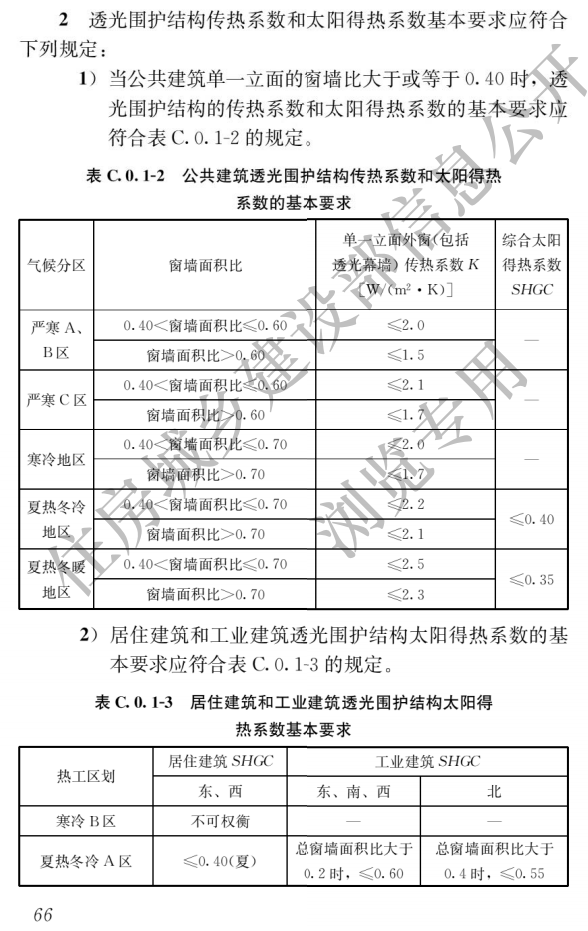 2 透光围护结构传热系数和太阳得热系数基本要求应符合
下列规定：
1）当公共建筑单一立面的窗墙比大于或等于 0.40 时，透
光围护结构的传热系数和太阳得热系数的基本要求应
符合表 C.0.1-2 的规定。
表 C.0.1-2 公共建筑透光围护结构传热系数和太阳得热
系数的基本要求
气候分区 窗墙面积比 单一立面外窗（包括透光幕墙）传热系数 K［W/(m²·K)］ 综合太阳得热系数 SHGC
严寒 A、B 区 0.40＜窗墙面积比≤0.60 ≤2.0 —
窗墙面积比＞0.60 ≤1.5
严寒 C 区 0.40＜窗墙面积比≤0.60 ≤2.1 —
窗墙面积比＞0.60 ≤1.7
寒冷地区 0.40＜窗墙面积比≤0.70 ≤2.0 —
窗墙面积比＞0.70 ≤1.7
夏热冬冷地区 0.40＜窗墙面积比≤0.70 ≤2.2 ≤0.40
窗墙面积比＞0.70 ≤2.1
夏热冬暖地区 0.40＜窗墙面积比≤0.70 ≤2.5 ≤0.35
窗墙面积比＞0.70 ≤2.3
2）居住建筑和工业建筑透光围护结构太阳得热系数的基
本要求应符合表 C.0.1-3 的规定。
表 C.0.1-3 居住建筑和工业建筑透光围护结构太阳得
热系数基本要求
热工区划 居住建筑 SHGC 工业建筑 SHGC
东、西 东、南、西 北
寒冷 B 区 不可权衡 — —
夏热冬冷 A 区 ≤0.40(夏) 总窗墙面积比大于 0.2 时，≤0.60 总窗墙面积比大于 0.4 时，≤0.55
66
住房城乡建设部信息公开
浏览专用